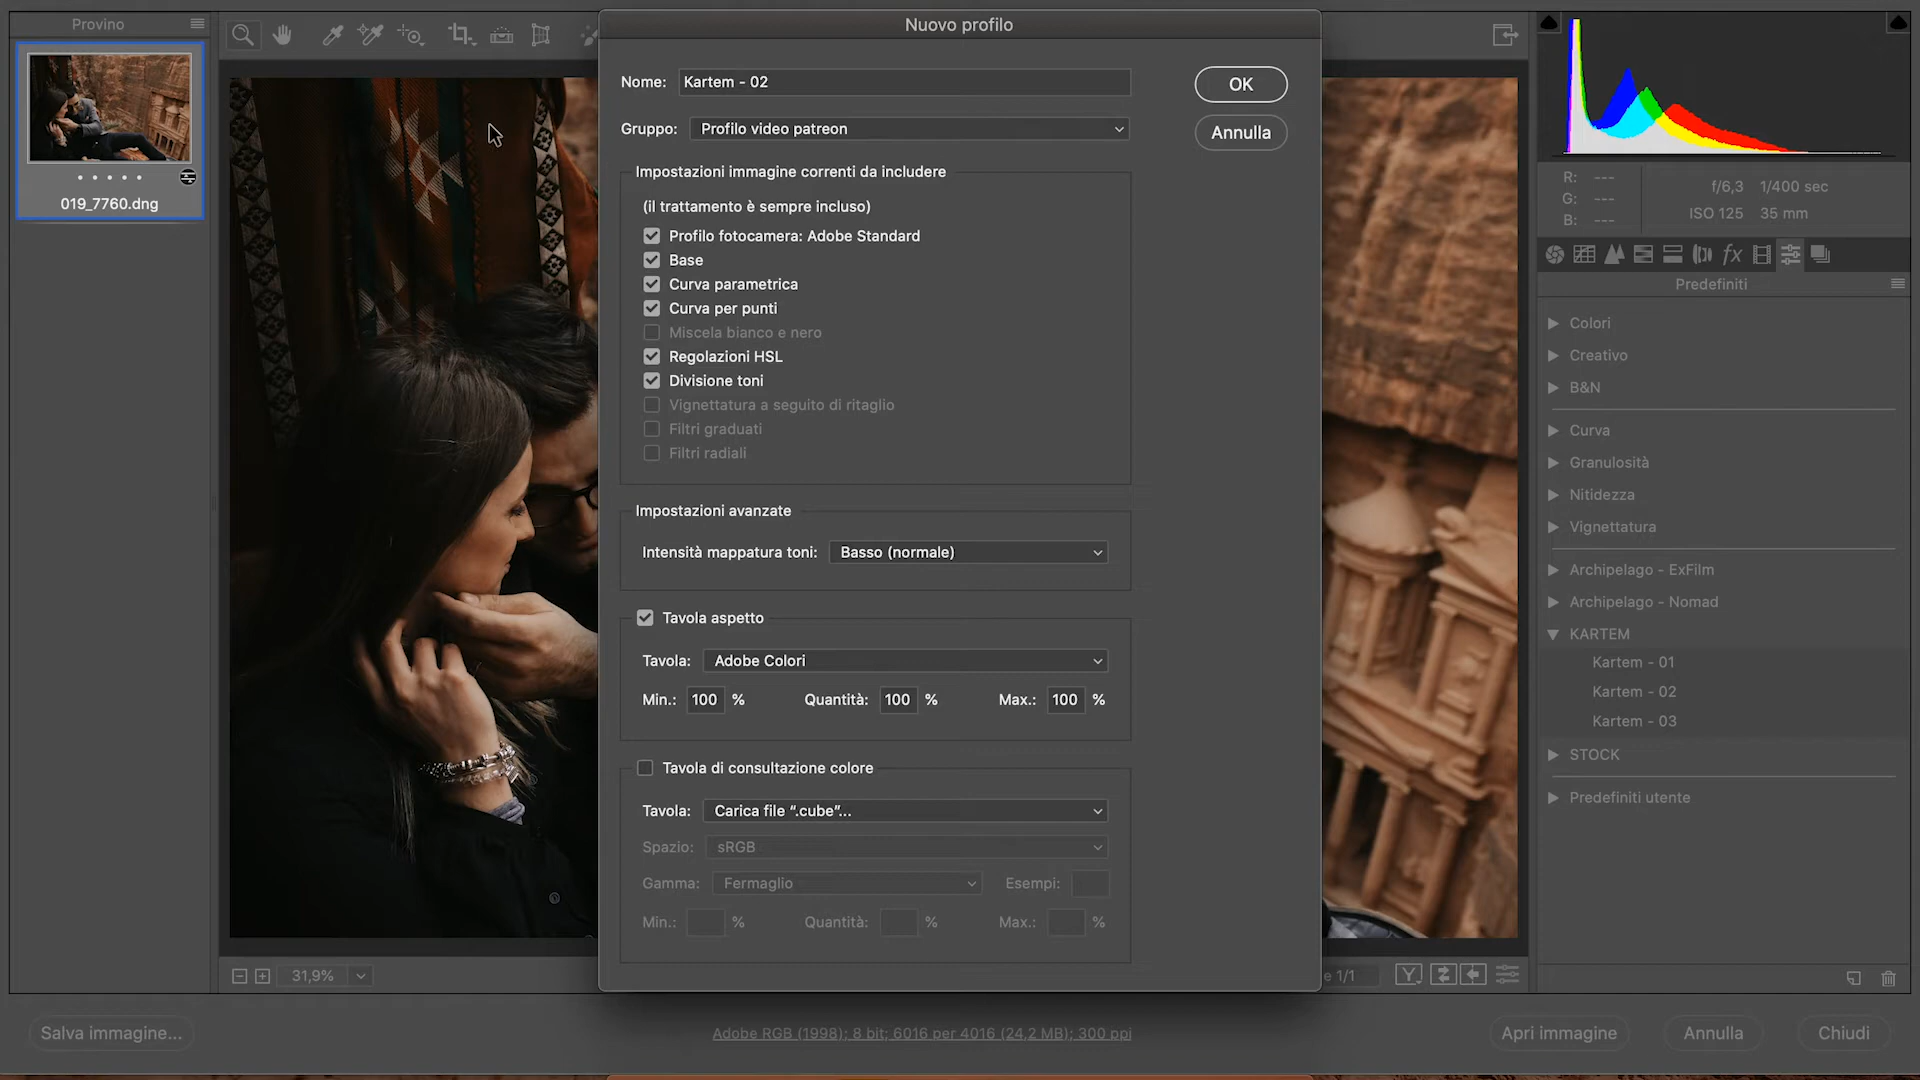 Provino
019_7760.dng
Nuovo profilo
Nome: Kartem - 02
OK
Gruppo: Profilo video patreon
Annulla
Impostazioni immagine correnti da includere
(il trattamento è sempre incluso)
Profilo fotocamera: Adobe Standard
Base
Curva parametrica
Curva per punti
Miscela bianco e nero
Regolazioni HSL
Divisione toni
Vignettatura a seguito di ritaglio
Filtri graduati
Filtri radiali
Impostazioni avanzate
Intensità mappatura toni: Basso (normale)
Tavola aspetto
Tavola: Adobe Colori
Min.: 100 % Quantità: 100 % Max.: 100 %
Tavola di consultazione colore
Tavola: Carica file “.cube”...
Spazio: sRGB
Gamma: Fermaglio Esempi:
Min.: % Quantità: % Max.: %
R: ---
G: ---
B: ---
f/6,3 1/400 sec
ISO 125 35 mm
fx
Predefiniti
Colori
Creativo
B&N
Curva
Granulosità
Nitidezza
Vignettatura
Archipelago - ExFilm
Archipelago - Nomad
KARTEM
Kartem - 01
Kartem - 02
Kartem - 03
STOCK
Predefiniti utente
31,9%
e 1/1
Y
Salva immagine...
Adobe RGB (1998); 8 bit; 6016 per 4016 (24,2 MB); 300 ppi
Apri immagine
Annulla
Chiudi